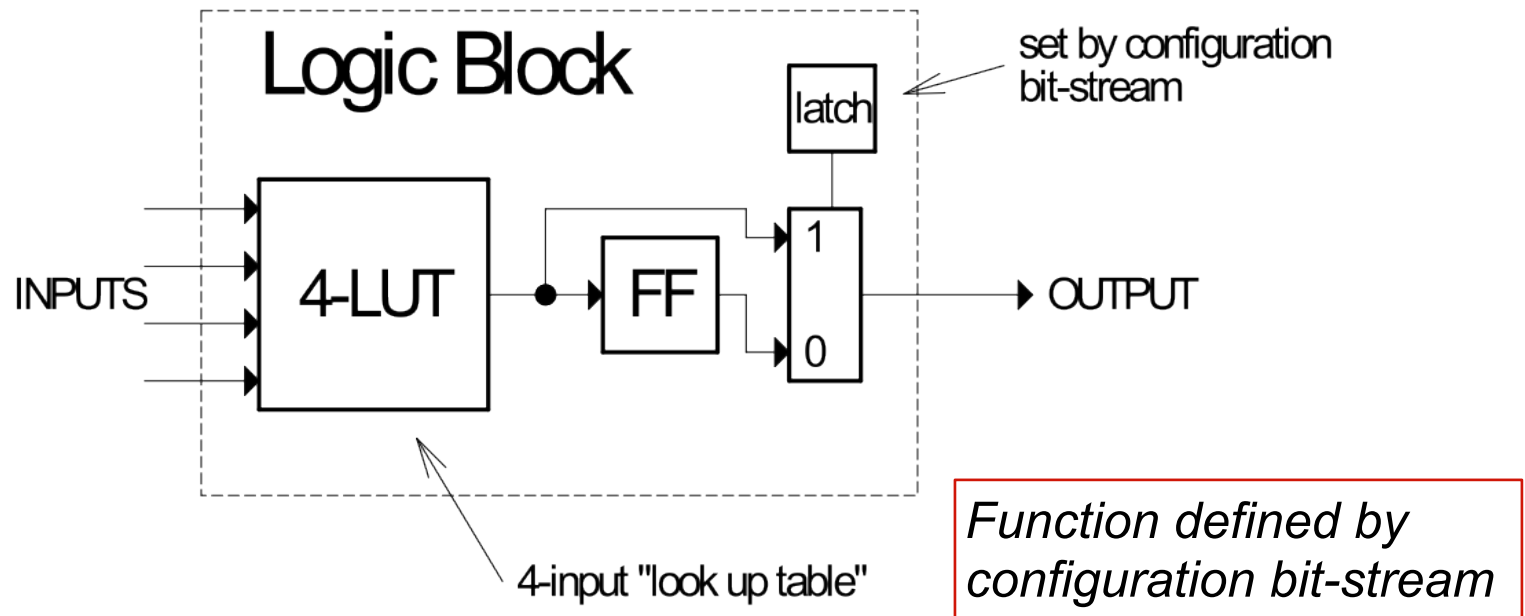 Logic Block
set by configuration
bit-stream
latch
INPUTS
4-LUT
FF
1
0
OUTPUT
4-input "look up table"
Function defined by
configuration bit-stream